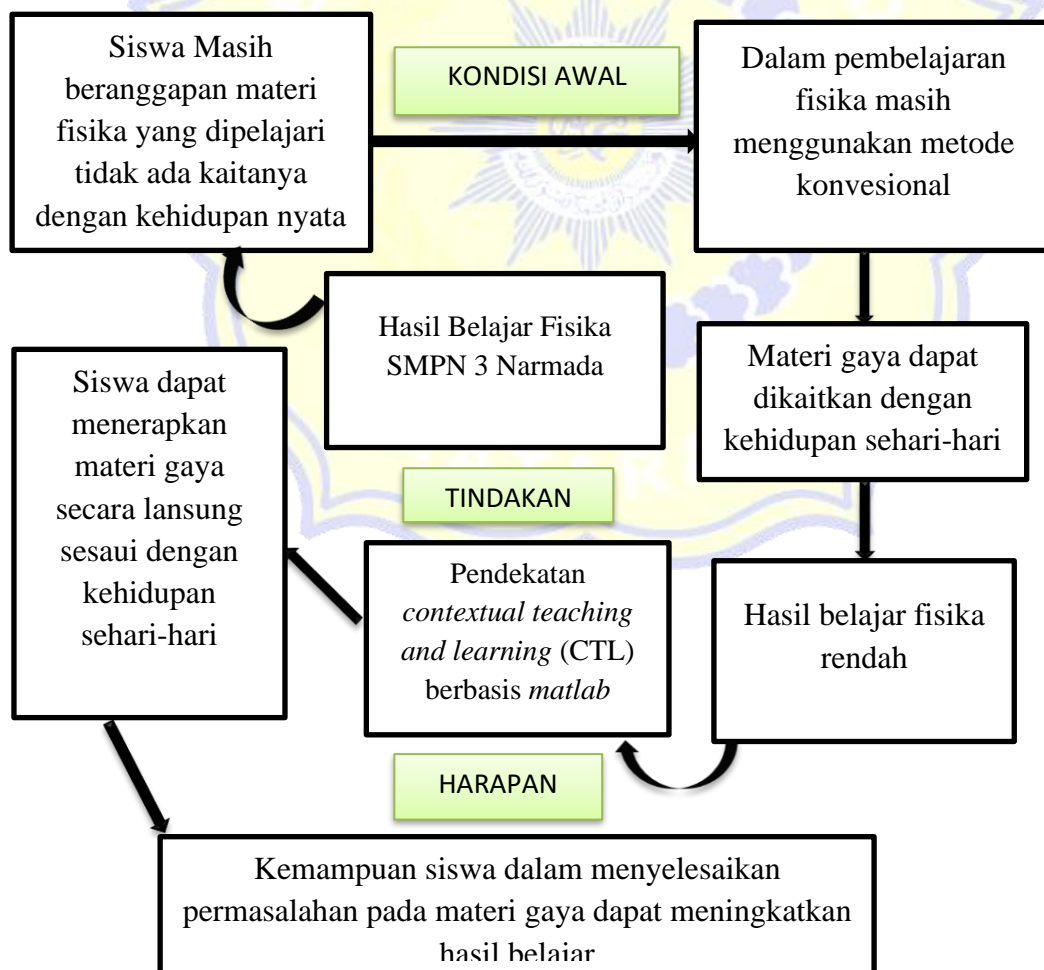 Siswa Masih
beranggapan materi
fisika yang dipelajari
tidak ada kaitanya
dengan kehidupan nyata
KONDISI AWAL
Dalam pembelajaran
fisika masih
menggunakan metode
konvesional
Hasil Belajar Fisika
SMPN 3 Narmada
Materi gaya dapat
dikaitkan dengan
kehidupan sehari-hari
Siswa dapat
menerapkan
materi gaya
secara lansung
sesaui dengan
kehidupan
sehari-hari
TINDAKAN
Pendekatan
contextual teaching
and learning (CTL)
berbasis matlab
Hasil belajar fisika
rendah
HARAPAN
Kemampuan siswa dalam menyelesaikan
permasalahan pada materi gaya dapat meningkatkan
hasil belajar